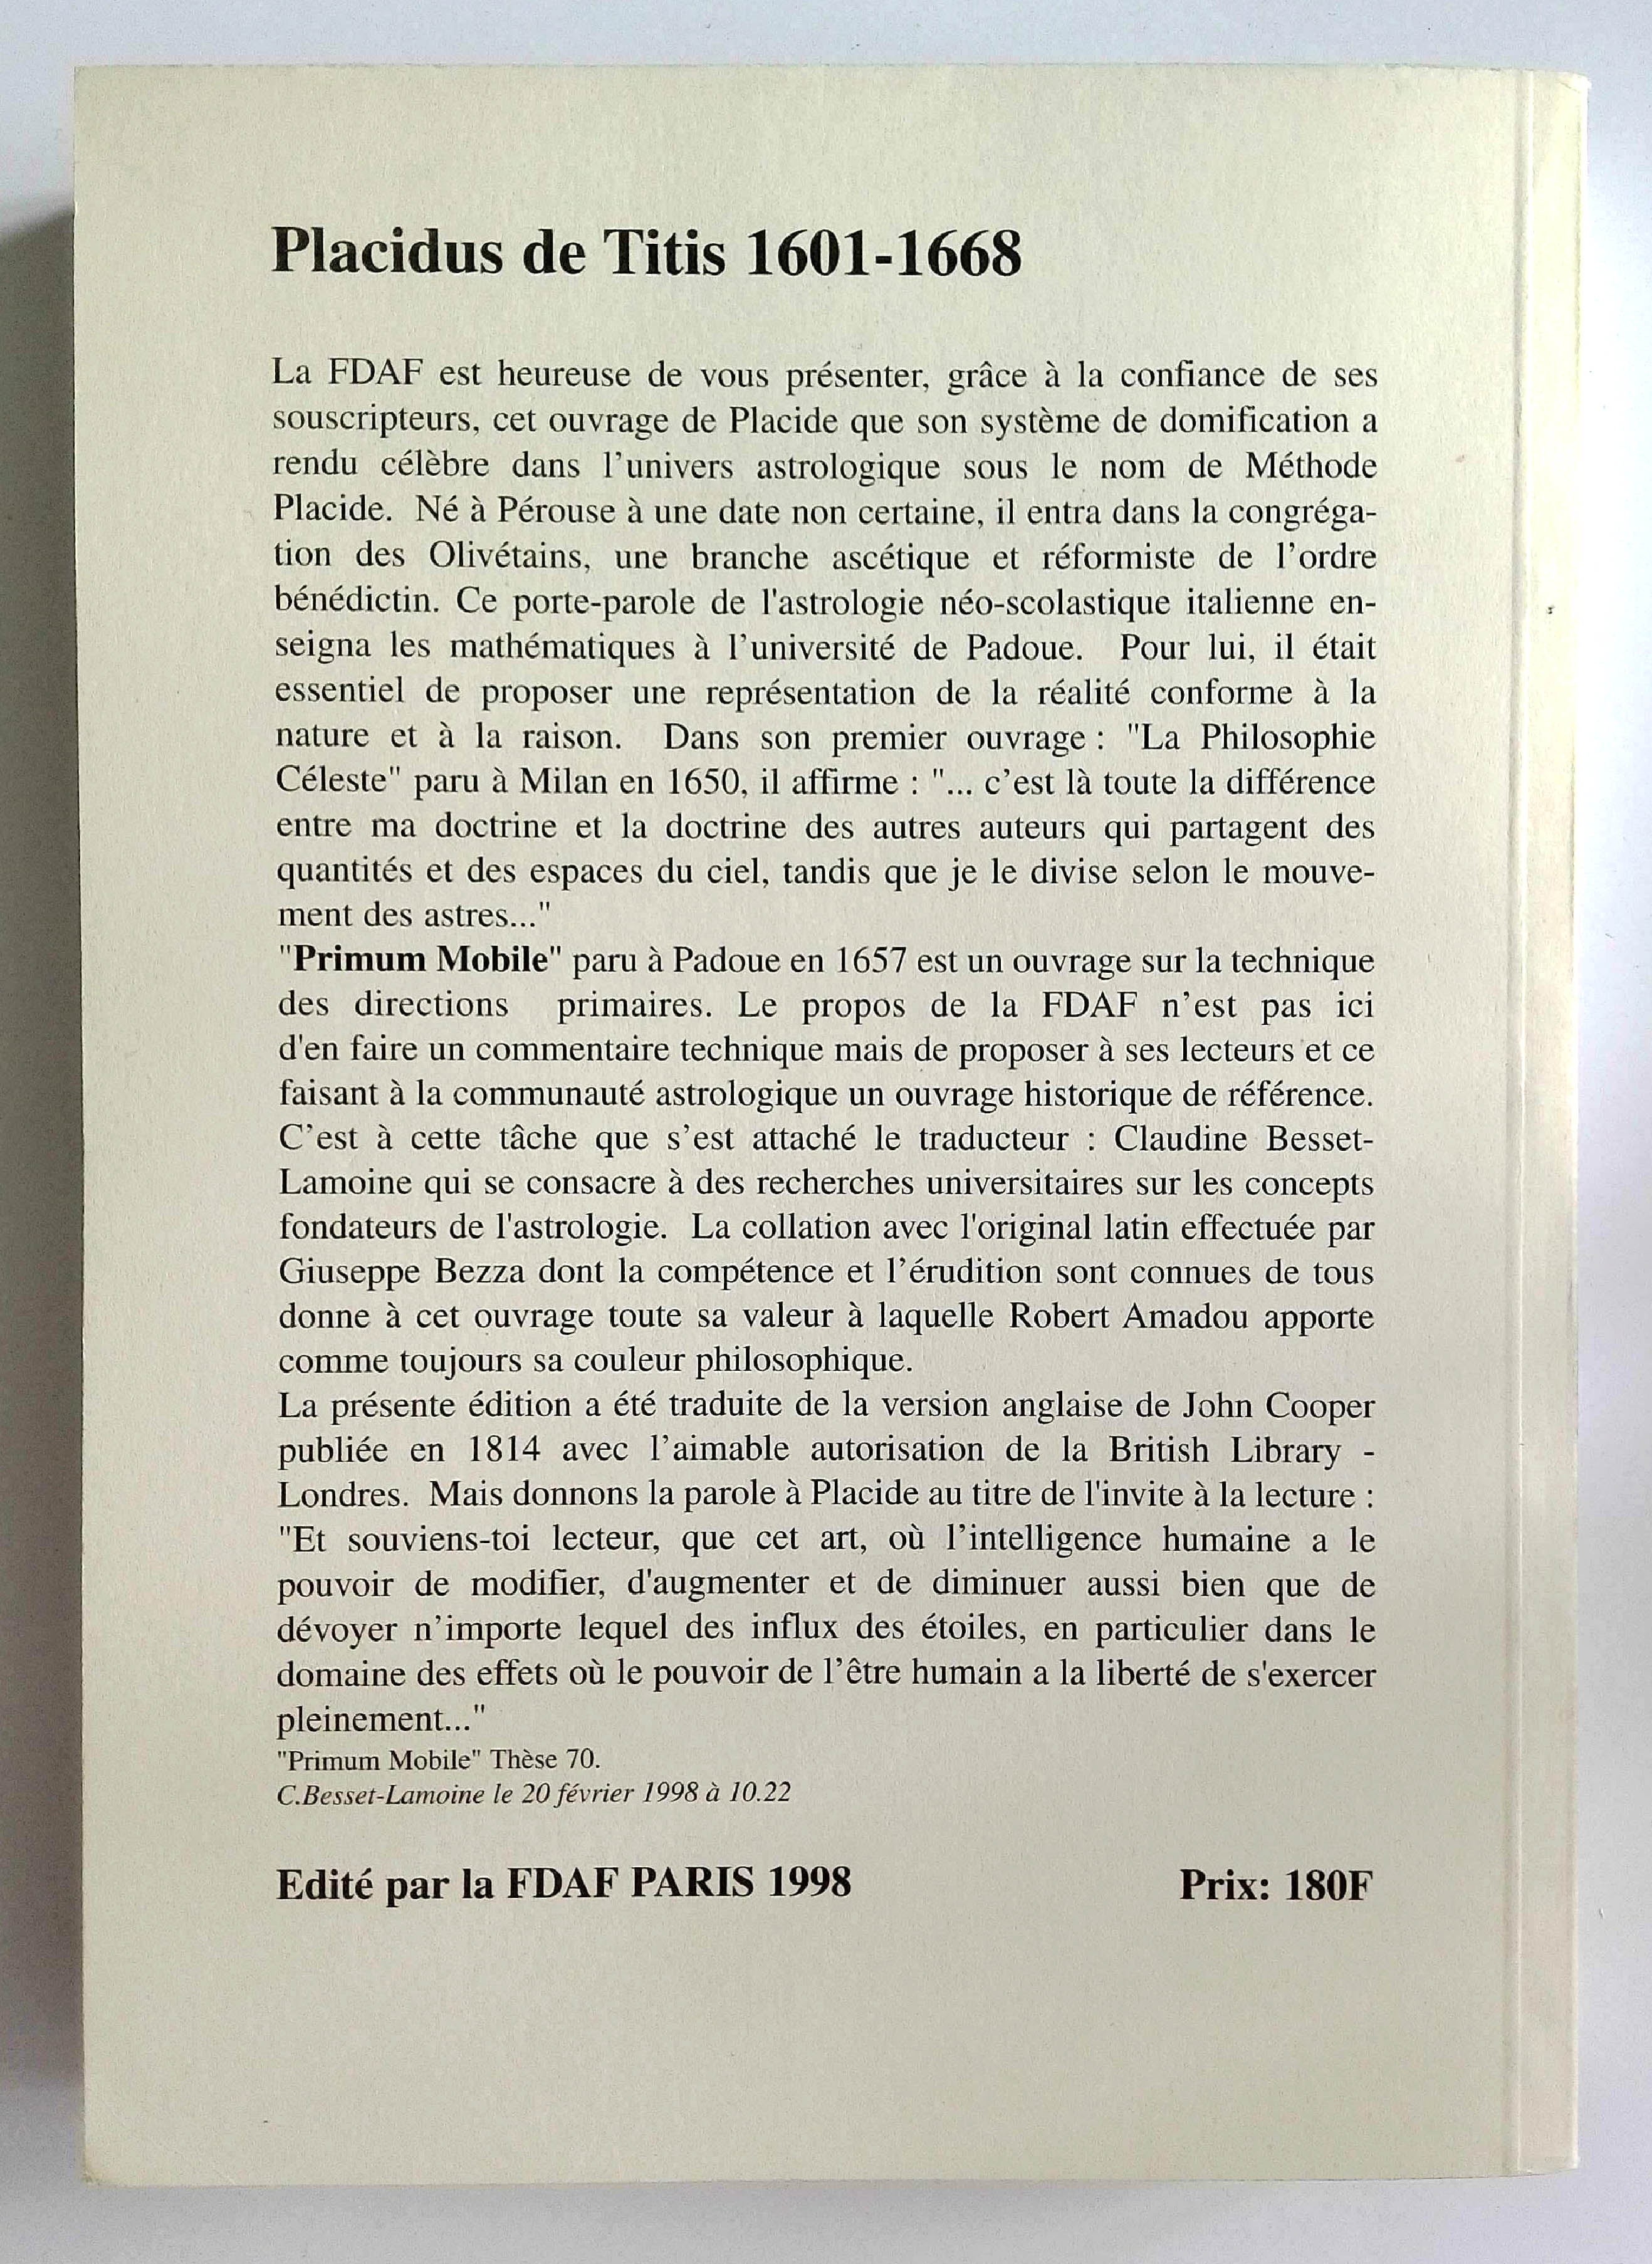 Placidus de Titis 1601-1668
La FDAF est heureuse de vous présenter, grâce à la confiance de ses
souscripteurs, cet ouvrage de Placide que son système de domification a
rendu célèbre dans l’univers astrologique sous le nom de Méthode
Placide. Né à Pérouse à une date non certaine, il entra dans la congréga-
tion des Olivétains, une branche ascétique et réformiste de l’ordre
bénédictin. Ce porte-parole de l'astrologie néo-scolastique italienne en-
seigna les mathématiques à l’université de Padoue. Pour lui, il était
essentiel de proposer une représentation de la réalité conforme à la
nature et à la raison. Dans son premier ouvrage : "La Philosophie
Céleste" paru à Milan en 1650, il affirme : "... c’est là toute la différence
entre ma doctrine et la doctrine des autres auteurs qui partagent des
quantités et des espaces du ciel, tandis que je le divise selon le mouve-
ment des astres..."
"Primum Mobile" paru à Padoue en 1657 est un ouvrage sur la technique
des directions primaires. Le propos de la FDAF n’est pas ici
d'en faire un commentaire technique mais de proposer à ses lecteurs et ce
faisant à la communauté astrologique un ouvrage historique de référence.
C’est à cette tâche que s’est attaché le traducteur : Claudine Besset-
Lamoine qui se consacre à des recherches universitaires sur les concepts
fondateurs de l'astrologie. La collation avec l'original latin effectuée par
Giuseppe Bezza dont la compétence et l’érudition sont connues de tous
donne à cet ouvrage toute sa valeur à laquelle Robert Amadou apporte
comme toujours sa couleur philosophique.
La présente édition a été traduite de la version anglaise de John Cooper
publiée en 1814 avec l’aimable autorisation de la British Library -
Londres. Mais donnons la parole à Placide au titre de l'invite à la lecture :
"Et souviens-toi lecteur, que cet art, où l’intelligence humaine a le
pouvoir de modifier, d'augmenter et de diminuer aussi bien que de
dévoyer n’importe lequel des influx des étoiles, en particulier dans le
domaine des effets où le pouvoir de l’être humain a la liberté de s'exercer
pleinement..."
"Primum Mobile" Thèse 70.
C.Besset-Lamoine le 20 février 1998 à 10.22
Edité par la FDAF PARIS 1998 Prix: 180F